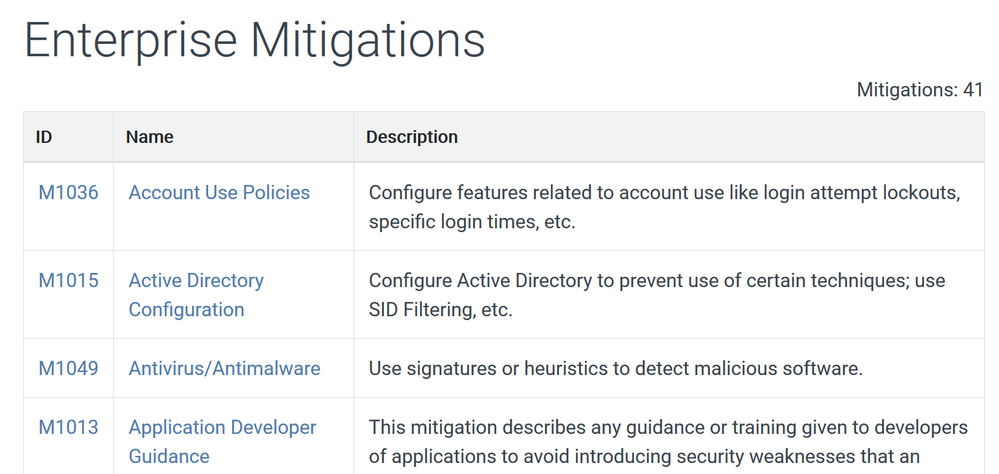 Enterprise Mitigations
Mitigations: 41
ID Name Description
M1036 Account Use Policies Configure features related to account use like login attempt lockouts,
specific login times, etc.
M1015 Active Directory Configure Active Directory to prevent use of certain techniques; use
Configuration SID Filtering, etc.
M1049 Antivirus/Antimalware Use signatures or heuristics to detect malicious software.
M1013 Application Developer This mitigation describes any guidance or training given to developers
Guidance of applications to avoid introducing security weaknesses that an